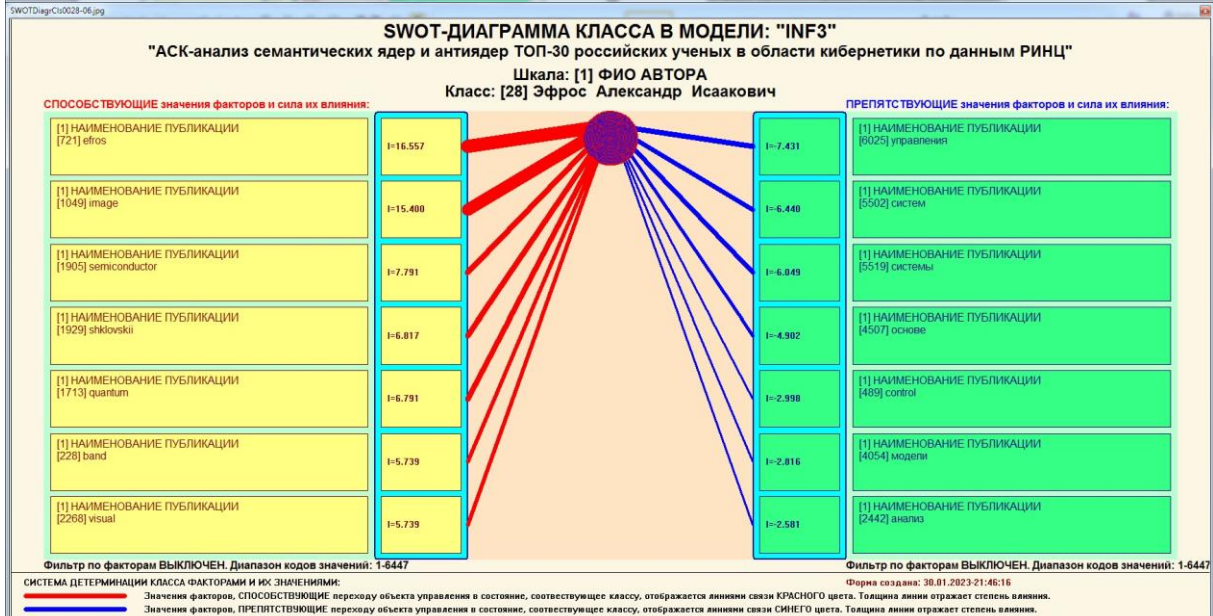 SWOTDiagrCls0028-06.jpg
SWOT-ДИАГРАММА КЛАССА В МОДЕЛИ: "INF3"
"АСК-анализ семантических ядер и антиядер ТОП-30 российских ученых в области кибернетики по данным РИНЦ"
Шкала: [1] ФИО АВТОРА
Класс: [28] Эфрос Александр Исаакович
СПОСОБСТВУЮЩИЕ значения факторов и сила их влияния:
[1] НАИМЕНОВАНИЕ ПУБЛИКАЦИИ
[721] efros
I=16.557
[1] НАИМЕНОВАНИЕ ПУБЛИКАЦИИ
[1049] image
I=15.400
[1] НАИМЕНОВАНИЕ ПУБЛИКАЦИИ
[1905] semiconductor
I=7.791
[1] НАИМЕНОВАНИЕ ПУБЛИКАЦИИ
[1929] shklovskii
I=6.817
[1] НАИМЕНОВАНИЕ ПУБЛИКАЦИИ
[1713] quantum
I=6.791
[1] НАИМЕНОВАНИЕ ПУБЛИКАЦИИ
[228] band
I=5.739
[1] НАИМЕНОВАНИЕ ПУБЛИКАЦИИ
[2268] visual
I=5.739
Фильтр по факторам ВЫКЛЮЧЕН. Диапазон кодов значений: 1-6447
ПРЕПЯТСТВУЮЩИЕ значения факторов и сила их влияния:
I=-7.431
[1] НАИМЕНОВАНИЕ ПУБЛИКАЦИИ
[6025] управления
I=-6.440
[1] НАИМЕНОВАНИЕ ПУБЛИКАЦИИ
[5502] систем
I=-6.049
[1] НАИМЕНОВАНИЕ ПУБЛИКАЦИИ
[5519] системы
I=-4.902
[1] НАИМЕНОВАНИЕ ПУБЛИКАЦИИ
[4507] основе
I=-2.998
[1] НАИМЕНОВАНИЕ ПУБЛИКАЦИИ
[489] control
I=-2.816
[1] НАИМЕНОВАНИЕ ПУБЛИКАЦИИ
[4054] модели
I=-2.581
[1] НАИМЕНОВАНИЕ ПУБЛИКАЦИИ
[2442] анализ
Фильтр по факторам ВЫКЛЮЧЕН. Диапазон кодов значений: 1-6447
СИСТЕМА ДЕТЕРМИНАЦИИ КЛАССА ФАКТОРАМИ И ИХ ЗНАЧЕНИЯМИ:
Форма создана: 30.01.2023-21:46:16
Значения факторов, СПОСОБСТВУЮЩИЕ переходу объекта управления в состояние, соотвествующее классу, отображается линиями связи КРАСНОГО цвета. Толщина линии отражает степень влияния.
Значения факторов, ПРЕПЯТСТВУЮЩИЕ переходу объекта управления в состояние, соотвествующее классу, отображается линиями связи СИНЕГО цвета. Толщина линии отражает степень влияния.